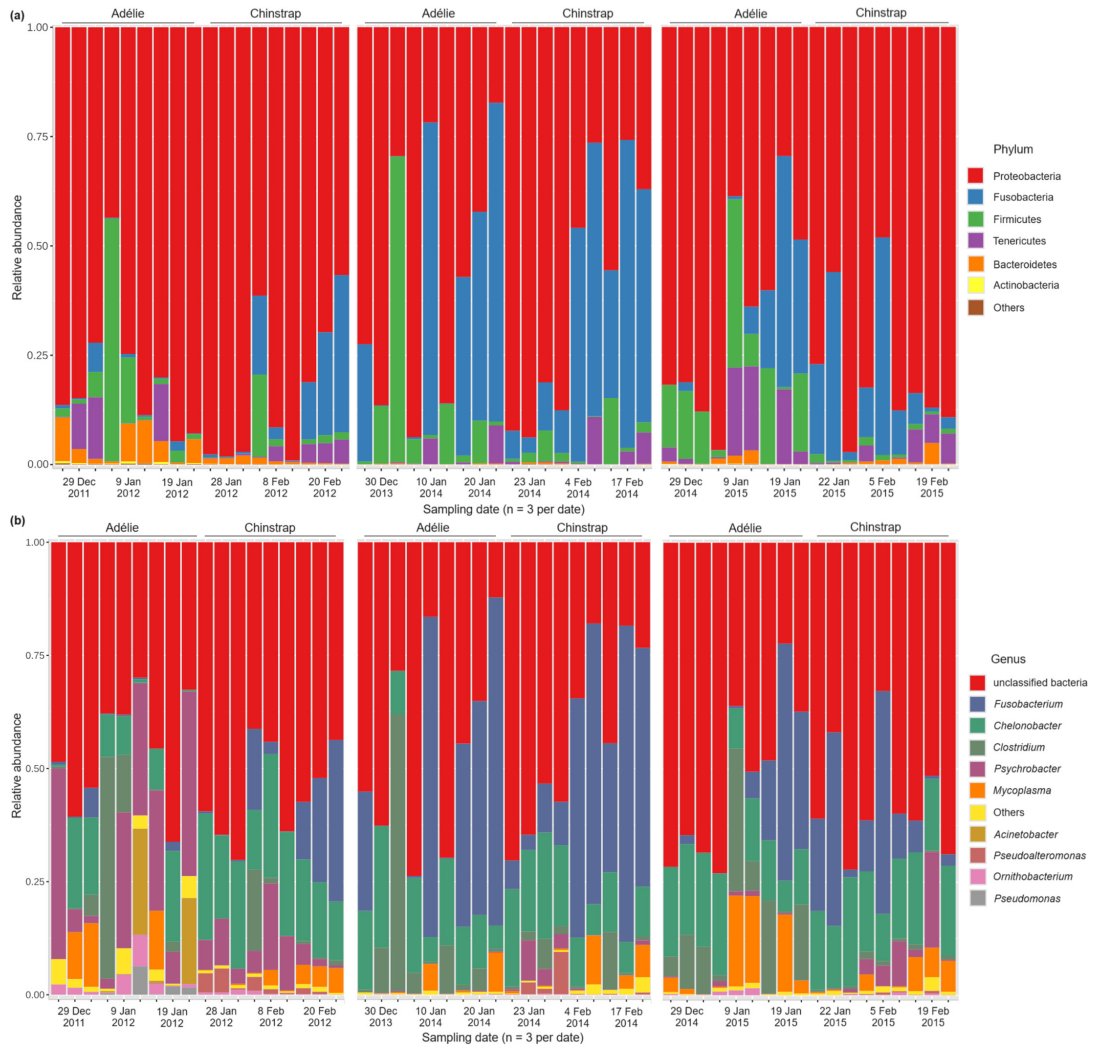 (a)
Adélie Chinstrap Adélie Chinstrap Adélie Chinstrap
1.00
0.75
0.50
0.25
0.00
Relative abundance
29 Dec 9 Jan 19 Jan 28 Jan 8 Feb 20 Feb 30 Dec 10 Jan 20 Jan 23 Jan 4 Feb 17 Feb 29 Dec 9 Jan 19 Jan 22 Jan 5 Feb 19 Feb
2011 2012 2012 2012 2012 2012 2013 2014 2014 2014 2014 2014 2014 2015 2015 2015 2015 2015
Sampling date (n = 3 per date)
Phylum
Proteobacteria
Fusobacteria
Firmicutes
Tenericutes
Bacteroidetes
Actinobacteria
Others
(b)
Adélie Chinstrap Adélie Chinstrap Adélie Chinstrap
1.00
0.75
0.50
0.25
0.00
Relative abundance
29 Dec 9 Jan 19 Jan 28 Jan 8 Feb 20 Feb 30 Dec 10 Jan 20 Jan 23 Jan 4 Feb 17 Feb 29 Dec 9 Jan 19 Jan 22 Jan 5 Feb 19 Feb
2011 2012 2012 2012 2012 2012 2013 2014 2014 2014 2014 2014 2014 2015 2015 2015 2015 2015
Sampling date (n = 3 per date)
Genus
unclassified bacteria
Fusobacterium
Chelonobacter
Clostridium
Psychrobacter
Mycoplasma
Others
Acinetobacter
Pseudoalteromonas
Ornithobacterium
Pseudomonas